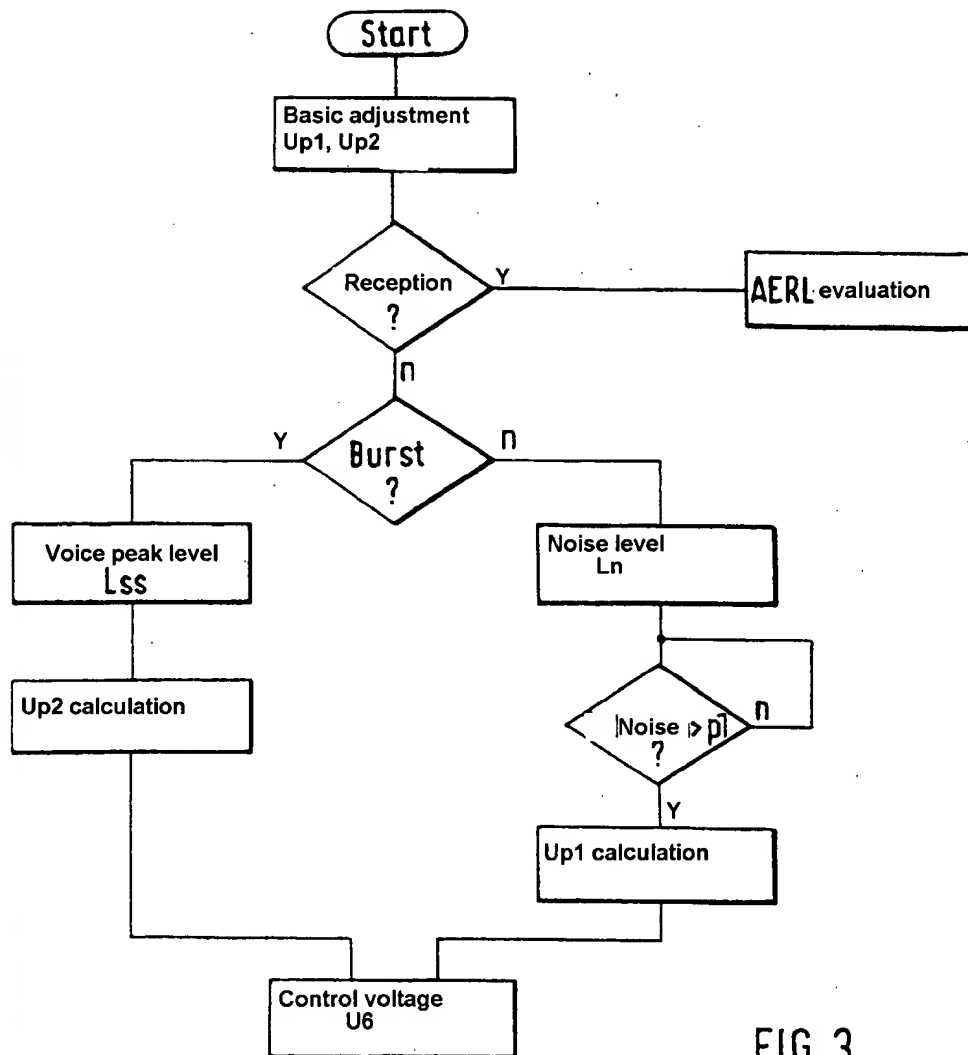 Start
Basic adjustment
Up1, Up2
Reception
?
Y
AERL evaluation
n
Y
Burst
?
n
Voice peak level
Lss
Noise level
Ln
Up2 calculation
Noise > p1
?
n
Y
Up1 calculation
Control voltage
U6
FIG. 3